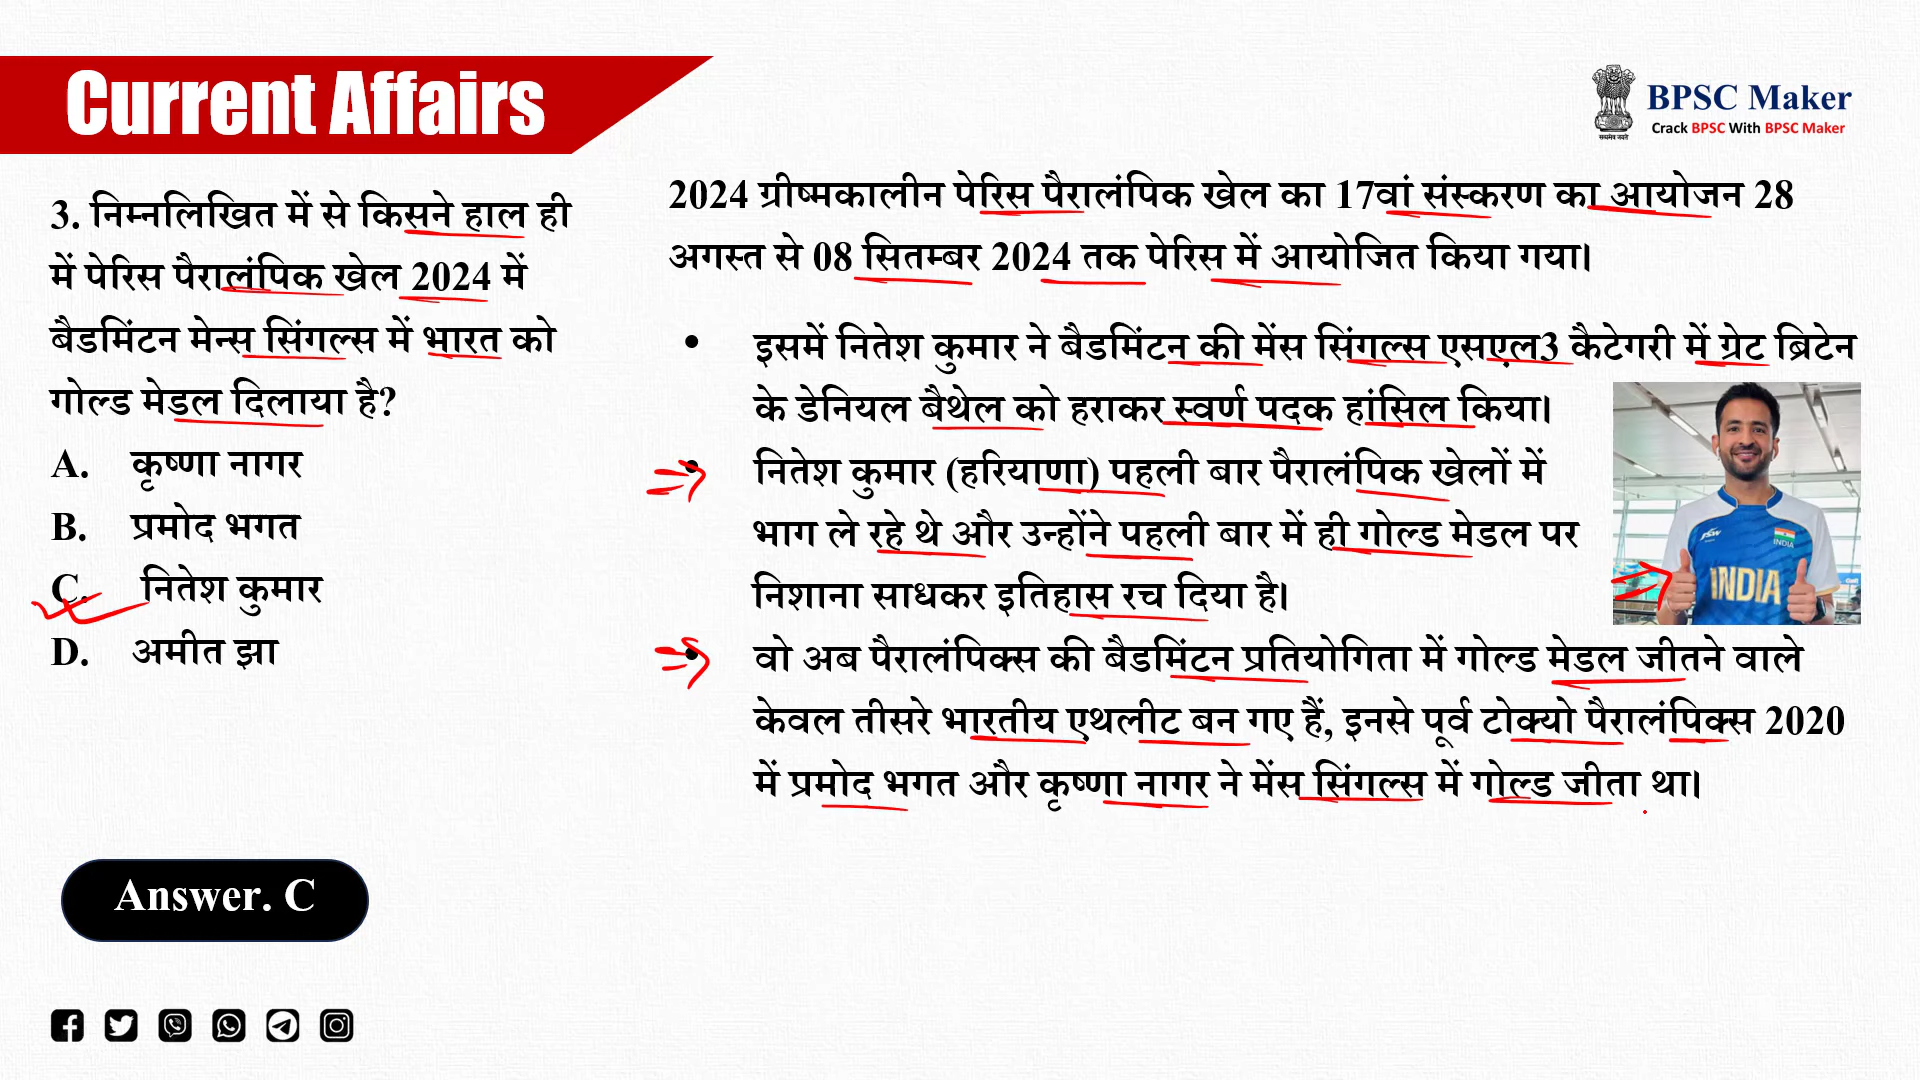 Current Affairs
BPSC Maker
Crack BPSC With BPSC Maker
सत्यमेव जयते
3. निम्नलिखित में से किसने हाल ही
में पेरिस पैरालंपिक खेल 2024 में
बैडमिंटन मेन्स सिंगल्स में भारत को
गोल्ड मेडल दिलाया है?
A. कृष्णा नागर
B. प्रमोद भगत
C. नितेश कुमार
D. अमीत झा
Answer. C
2024 ग्रीष्मकालीन पेरिस पैरालंपिक खेल का 17वां संस्करण का आयोजन 28
अगस्त से 08 सितम्बर 2024 तक पेरिस में आयोजित किया गया।
• इसमें नितेश कुमार ने बैडमिंटन की मेंस सिंगल्स एसएल3 कैटेगरी में ग्रेट ब्रिटेन
के डेनियल बैथेल को हराकर स्वर्ण पदक हांसिल किया।
• नितेश कुमार (हरियाणा) पहली बार पैरालंपिक खेलों में
भाग ले रहे थे और उन्होंने पहली बार में ही गोल्ड मेडल पर
निशाना साधकर इतिहास रच दिया है।
• वो अब पैरालंपिक्स की बैडमिंटन प्रतियोगिता में गोल्ड मेडल जीतने वाले
केवल तीसरे भारतीय एथलीट बन गए हैं, इनसे पूर्व टोक्यो पैरालंपिक्स 2020
में प्रमोद भगत और कृष्णा नागर ने मेंस सिंगल्स में गोल्ड जीता था।
INDIA
INDIA